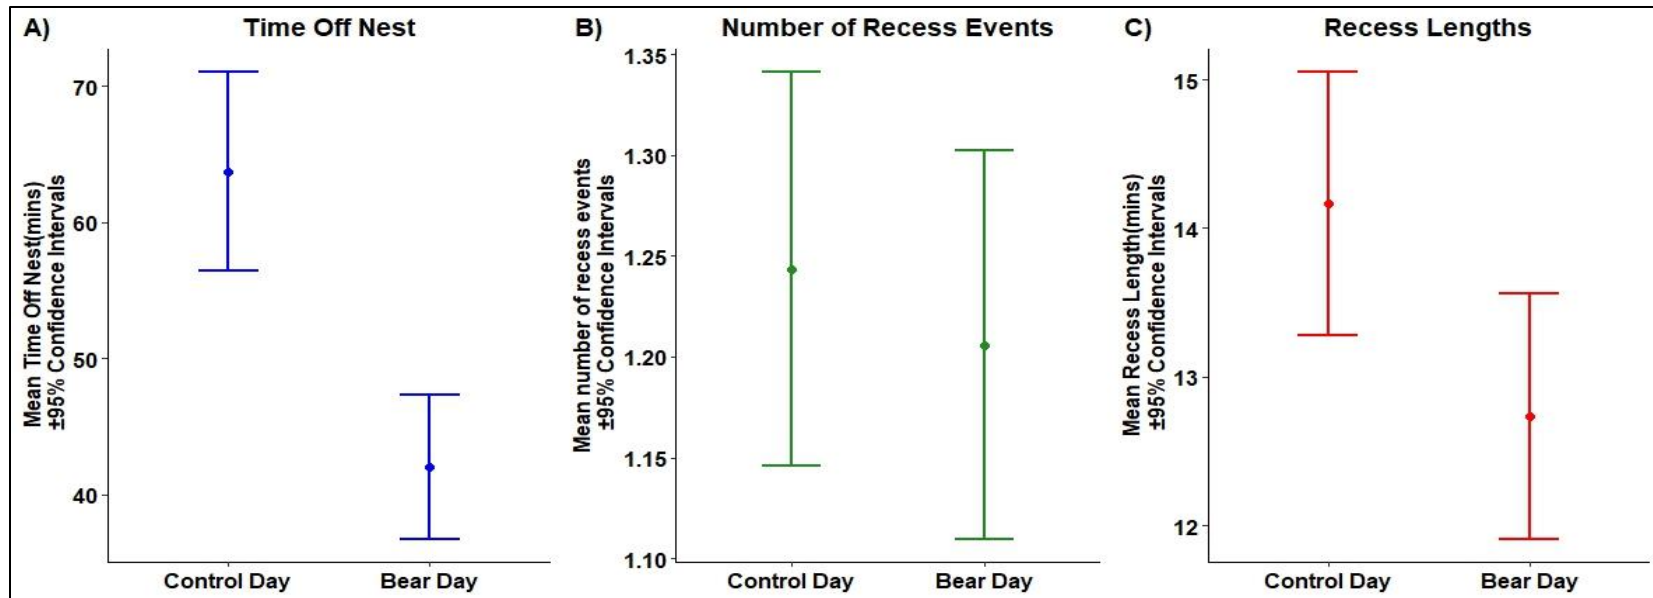 A) Time Off Nest
Mean Time Off Nest(mins)
±95% Confidence Intervals
70
60
50
40
Control Day Bear Day
B) Number of Recess Events
Mean number of recess events
±95% Confidence Intervals
1.35
1.30
1.25
1.20
1.15
1.10
Control Day Bear Day
C) Recess Lengths
Mean Recess Length(mins)
±95% Confidence Intervals
15
14
13
12
Control Day Bear Day